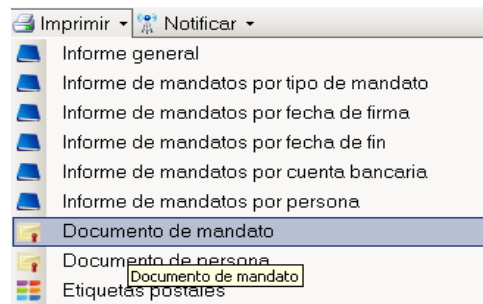 Imprimir Notificar
Informe general
Informe de mandatos por tipo de mandato
Informe de mandatos por fecha de firma
Informe de mandatos por fecha de fin
Informe de mandatos por cuenta bancaria
Informe de mandatos por persona
Documento de mandato
Documento de persona
Documento de mandato
Etiquetas postales